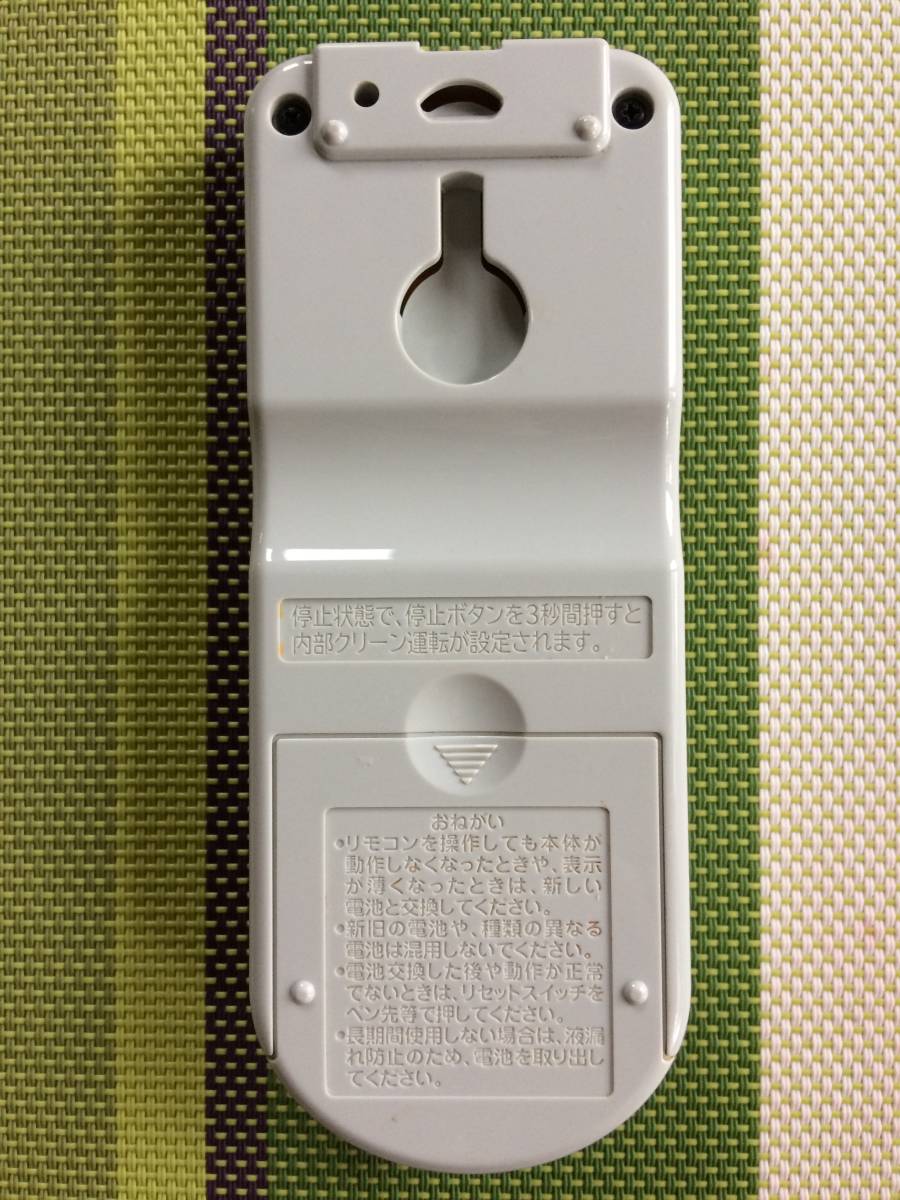 停止状態で、停止ボタンを3秒間押すと
内部クリーン運転が設定されます。
おねがい
•リモコンを操作しても本体が
動作しなくなったときや、表示
が薄くなったときは、新しい
電池と交換してください。
•新旧の電池や、種類の異なる
電池は混用しないでください。
•電池交換した後や動作が正常
でないときは、リセットスイッチを
ペン先等で押してください。
•長期間使用しない場合は、液漏
れ防止のため、電池を取り出し
てください。